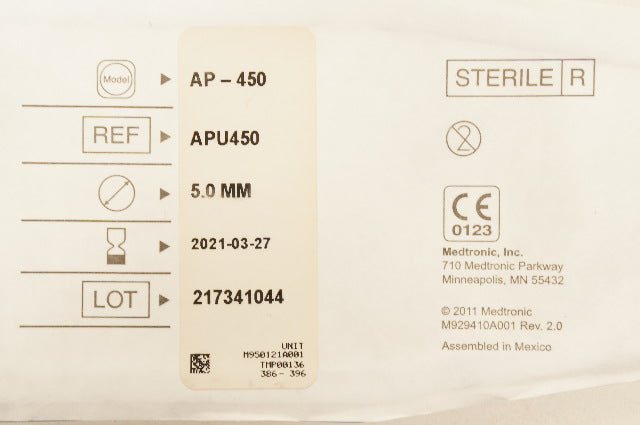 Model
AP – 450
REF
APU450
5.0 MM
2021-03-27
LOT
217341044
UNIT
M950121A001
TMP00136
386- 396
STERILE R
2
CE
0123
Medtronic, Inc.
710 Medtronic Parkway
Minneapolis, MN 55432
© 2011 Medtronic
M929410A001 Rev. 2.0
Assembled in Mexico